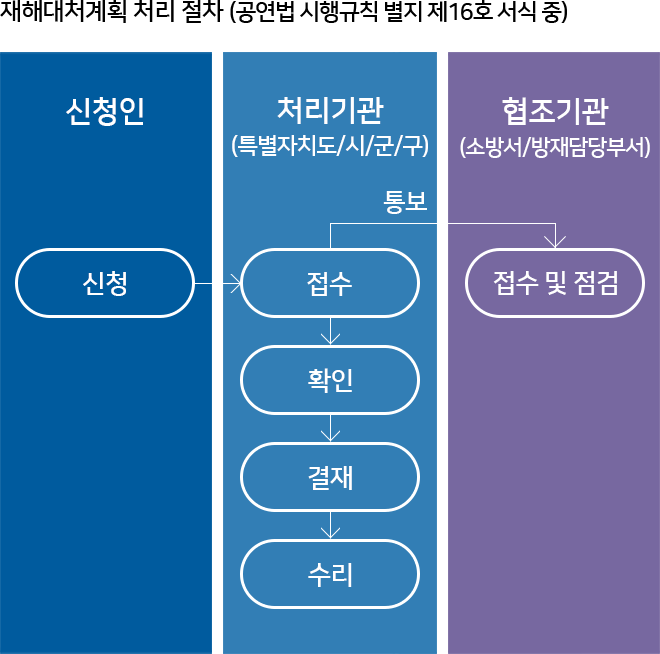 재해대처계획 처리 절차 (공연법 시행규칙 별지 제16호 서식 중)
신청인
처리기관
(특별자치도/시/군/구)
협조기관
(소방서/방재담당부서)
통보
신청
접수
접수 및 점검
확인
결재
수리